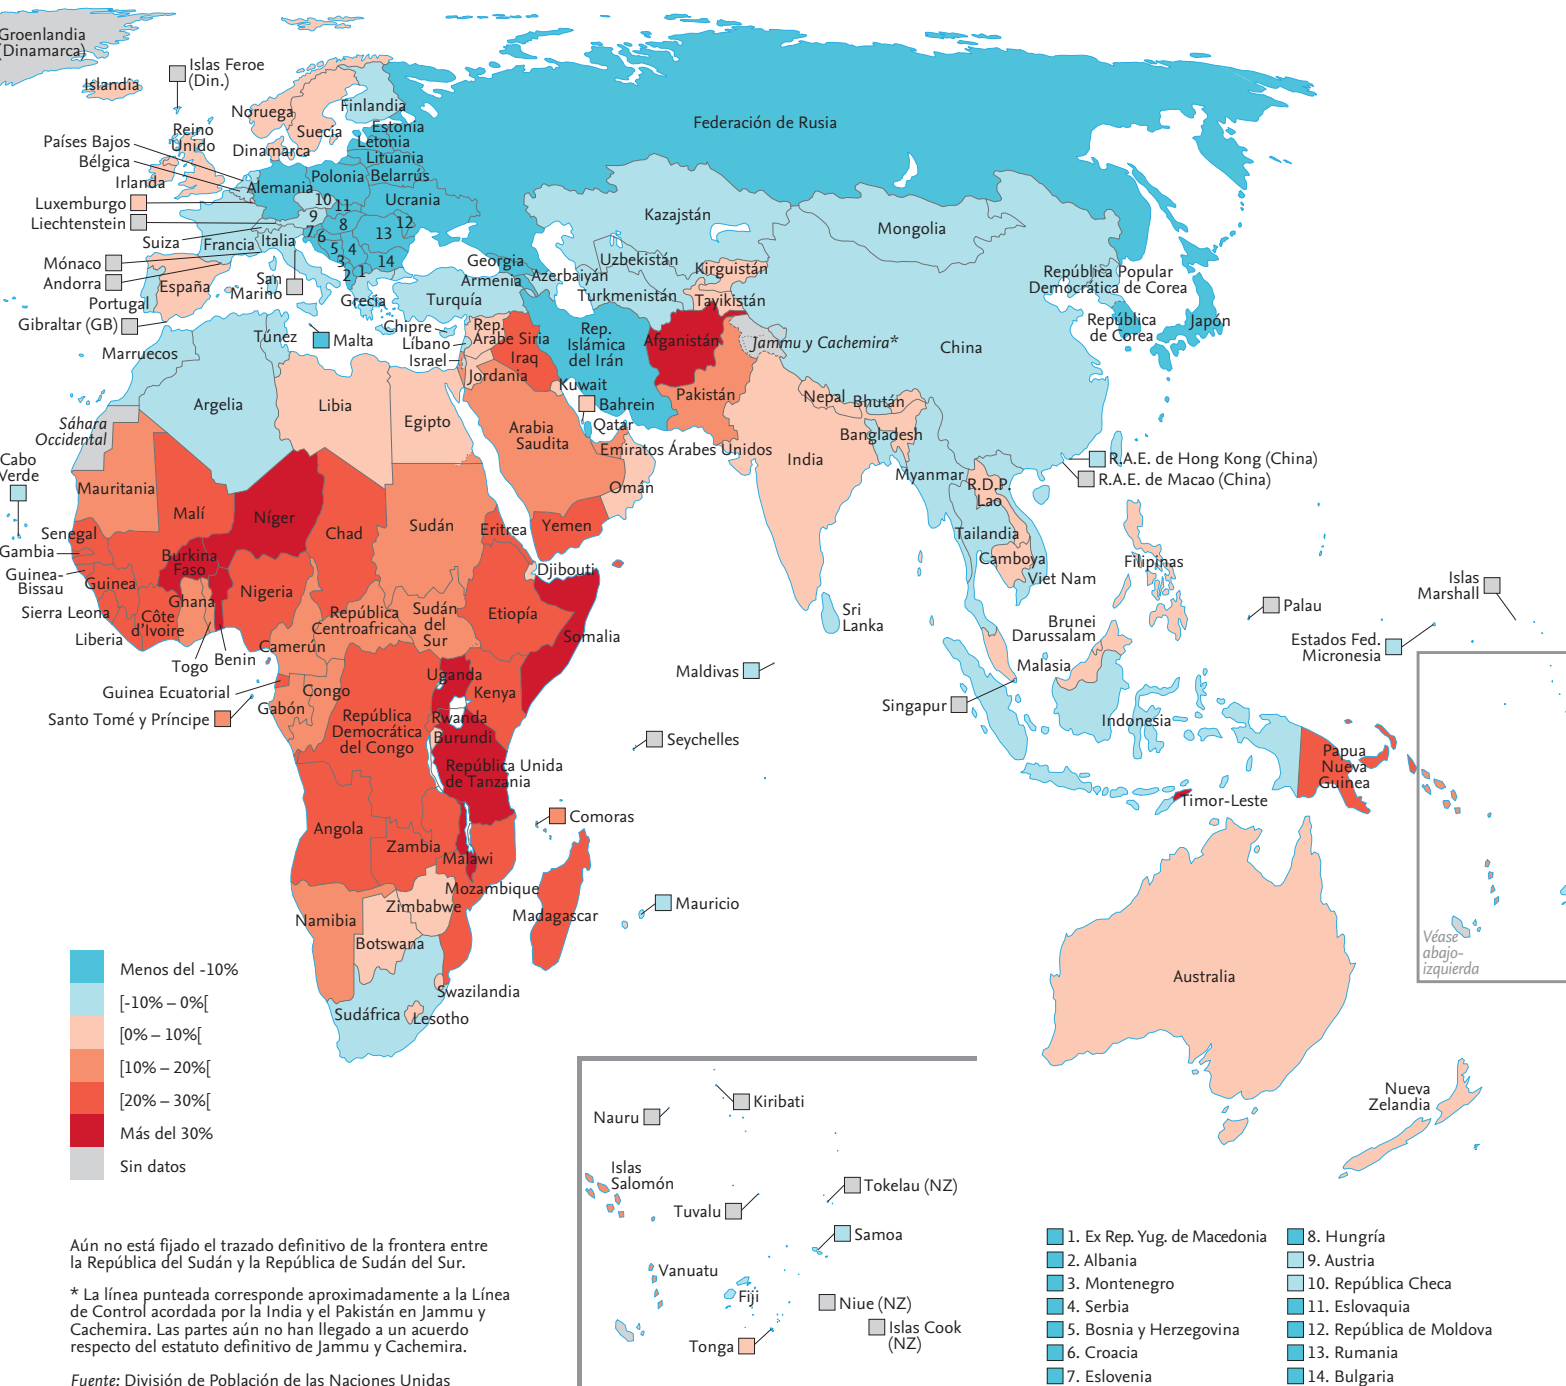 Groenlandia
(Dinamarca)
Islandia
Islas Feroe
(Din.)
Noruega
Suecia
Finlandia
Estonia
Letonia
Lituania
Belarrús
Países Bajos
Bélgica
Reino
Unido
Dinamarca
Irlanda
Alemania
Polonia
Ucrania
Luxemburgo
Liechtenstein
Suiza
Francia
Italia
10
11
9
8
12
7
6
13
5
4
3
14
2
1
Mónaco
Andorra
Portugal
España
San
Marino
Grecia
Gibraltar (GB)
Malta
Federación de Rusia
Kazajstán
Mongolia
Georgia
Armenia
Azerbaiyán
Uzbekistán
Turkmenistán
Kirguistán
Tayikistán
Turquía
República Popular
Democrática de Corea
República
de Corea
Japón
China
Marruecos
Túnez
Chipre
Líbano
Israel
Rep.
Árabe Siria
Iraq
Jordania
Rep.
Islámica
del Irán
Afganistán
Jammu y Cachemira*
Kuwait
Bahrein
Qatar
Pakistán
Nepal
Bhután
Bangladesh
Argelia
Libia
Egipto
Arabia
Saudita
Emiratos Árabes Unidos
India
Omán
Yemen
Myanmar
R.D.P.
Lao
R.A.E. de Hong Kong (China)
R.A.E. de Macao (China)
Tailandia
Camboya
Viet Nam
Filipinas
Sáhara
Occidental
Cabo
Verde
Mauritania
Malí
Níger
Chad
Sudán
Eritrea
Djibouti
Senegal
Gambia
Guinea-
Bissau
Guinea
Sierra Leona
Liberia
Burkina
Faso
Côte
d'Ivoire
Ghana
Togo
Benin
Nigeria
Camerún
República
Centroafricana
Sudán
del
Sur
Etiopía
Somalia
Sri
Lanka
Maldivas
Brunei
Darussalam
Malasia
Singapur
Indonesia
Palau
Islas
Marshall
Estados Fed.
Micronesia
Guinea Ecuatorial
Santo Tomé y Príncipe
Gabón
Congo
República
Democrática
del Congo
Uganda
Kenya
Rwanda
Burundi
República Unida
de Tanzanía
Seychelles
Comoras
Papua
Nueva
Guinea
Timor-Leste
Angola
Zambia
Malawi
Mozambique
Madagascar
Mauricio
Namibia
Zimbabwe
Botswana
Swazilandia
Sudáfrica
Lesotho
Australia
Nueva
Zelandia
Véase
abajo-
izquierda
Menos del -10%
[-10% – 0%[
[0% – 10%[
[10% – 20%[
[20% – 30%[
Más del 30%
Sin datos
Nauru
Kiribati
Islas
Salomón
Tuvalu
Tokelau (NZ)
Samoa
Vanuatu
Fiji
Niue (NZ)
Islas Cook
(NZ)
Tonga
Aún no está fijado el trazado definitivo de la frontera entre
la República del Sudán y la República de Sudán del Sur.
* La línea punteada corresponde aproximadamente a la Línea
de Control acordada por la India y el Pakistán en Jammu y
Cachemira. Las partes aún no han llegado a un acuerdo
respecto del estatuto definitivo de Jammu y Cachemira.
Fuente: División de Población de las Naciones Unidas
1. Ex Rep. Yug. de Macedonia
2. Albania
3. Montenegro
4. Serbia
5. Bosnia y Herzegovina
6. Croacia
7. Eslovenia
8. Hungría
9. Austria
10. República Checa
11. Eslovaquia
12. República de Moldova
13. Rumania
14. Bulgaria